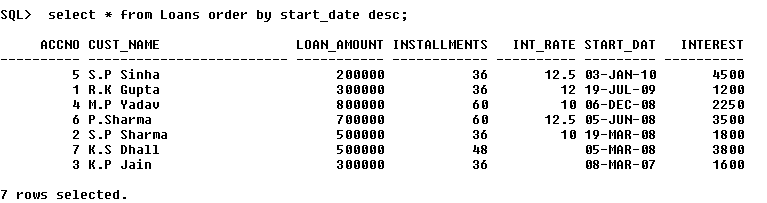 SQL>  select * from Loans order by start_date desc;
ACCNO CUST_NAME LOAN_AMOUNT INSTALLMENTS INT_RATE START_DAT INTEREST
---------- -------------------- ----------- ------------ ---------- --------- ----------
5 S.P Sinha 200000 36 12.5 03-JAN-10 4500
1 R.K Gupta 300000 36 12 19-JUL-09 1200
4 M.P Yadav 800000 60 10 06-DEC-08 2250
6 P.Sharma 700000 60 12.5 05-JUN-08 3500
2 S.P Sharma 500000 36 10 19-MAR-08 1800
7 K.S Dhall 500000 48 05-MAR-08 3800
3 K.P Jain 300000 36 08-MAR-07 1600
7 rows selected.